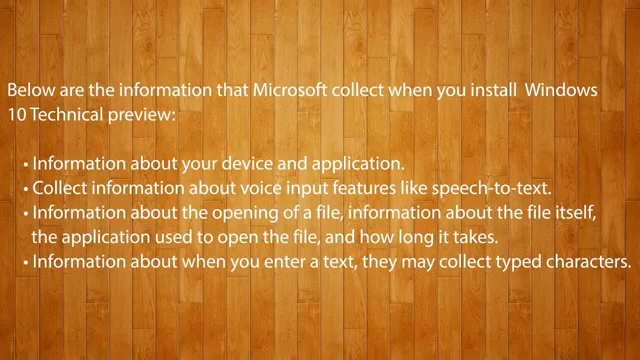 Below are the information that Microsoft collect when you install  Windows
10 Technical preview:
• Information about your device and application.
• Collect information about voice input features like speech-to-text.
• Information about the opening of a file, information about the file itself,
the application used to open the file, and how long it takes.
• Information about when you enter a text, they may collect typed characters.